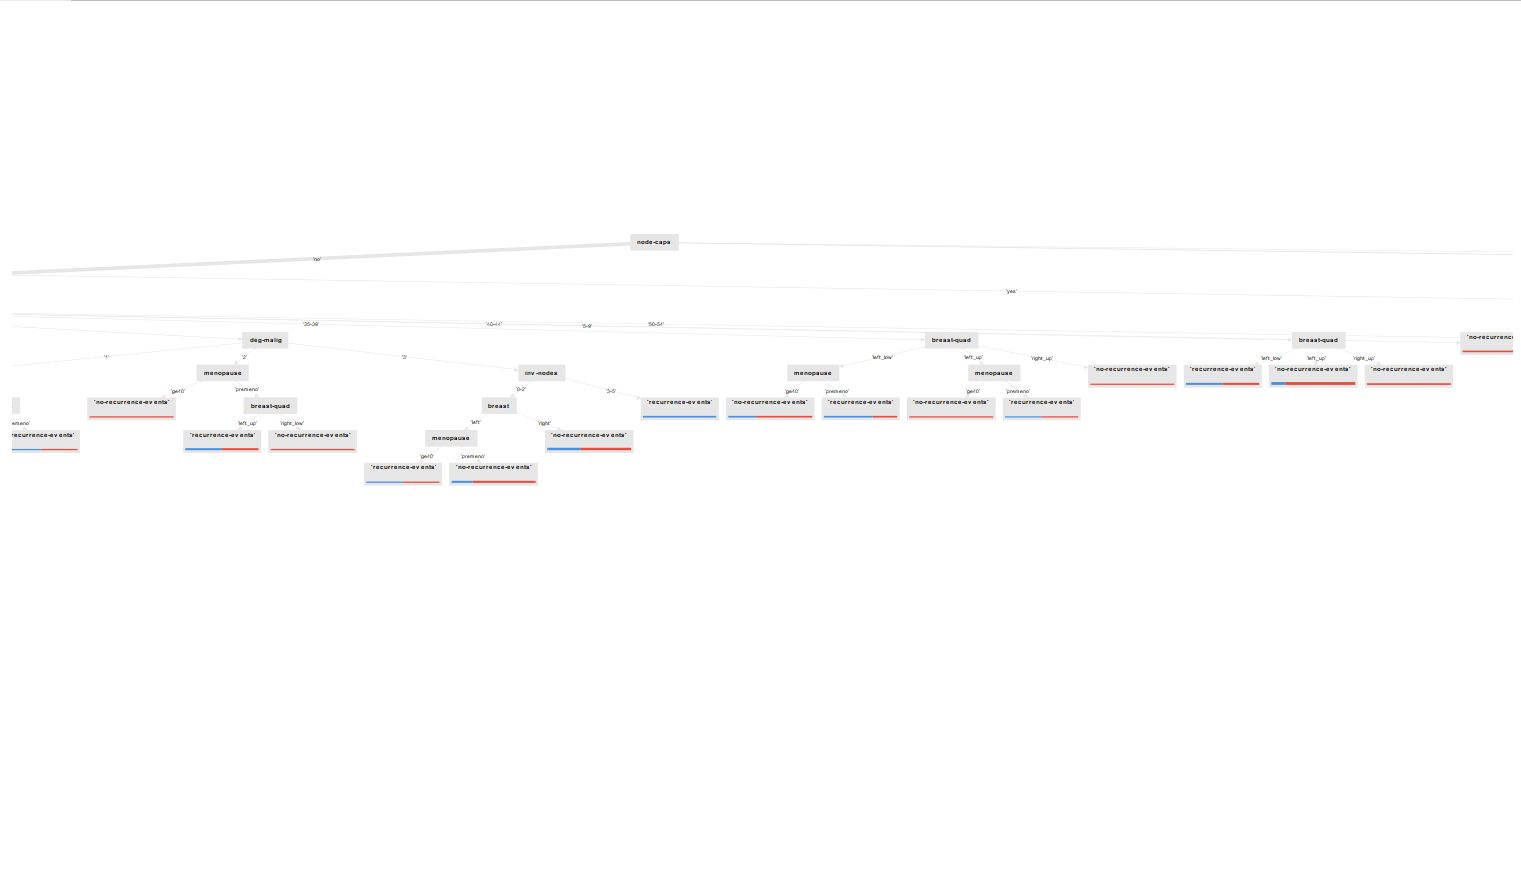 node-caps
'no'
'yes'
'35-39' '40-44' '5-9' '50-54'
deg-malig breast-quad breast-quad 'no-recurrence
'1' '2' '3' 'left_low' 'left_up' 'right_up' 'left_low' 'left_up' 'right_up'
menopause inv-nodes menopause menopause 'no-recurrence-events' 'recurrence-events' 'no-recurrence-events' 'no-recurrence-events'
'ge40' 'premeno' '0-2' '3-5' 'ge40' 'premeno' 'ge40' 'premeno'
'no-recurrence-events' breast-quad breast 'recurrence-events' 'no-recurrence-events' 'recurrence-events' 'no-recurrence-events' 'recurrence-events'
emeno' 'left_up' 'right_low' 'left' 'right'
recurrence-events' 'recurrence-events' 'no-recurrence-events' menopause 'no-recurrence-events'
'ge40' 'premeno'
'recurrence-events' 'no-recurrence-events'